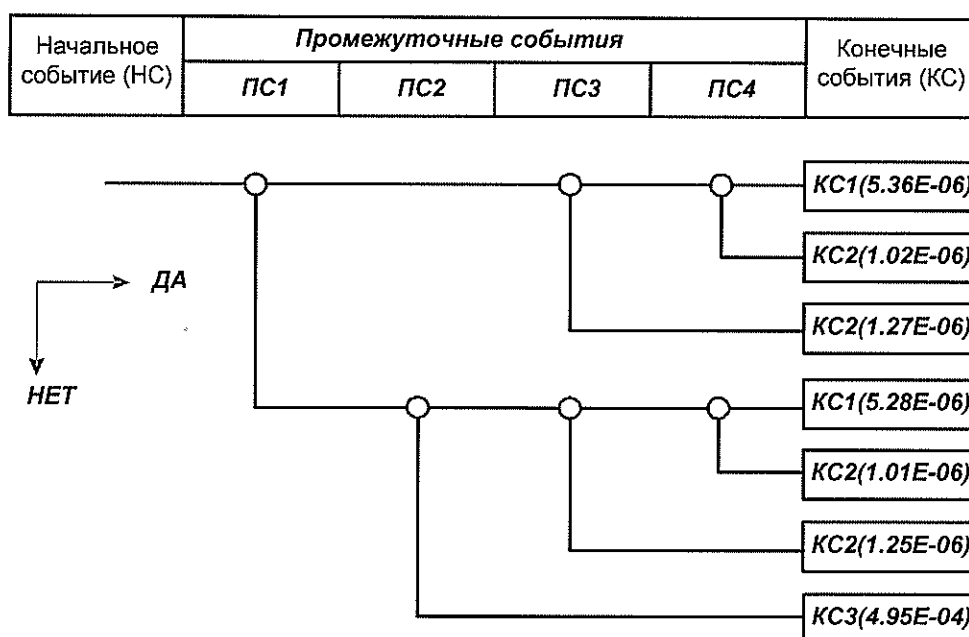 Начальное
событие (НС)
Промежуточные события
ПС1 ПС2 ПС3 ПС4
Конечные
события (КС)
КС1(5.36E-06)
КС2(1.02E-06)
ДА
КС2(1.27E-06)
НЕТ
КС1(5.28E-06)
КС2(1.01E-06)
КС2(1.25E-06)
КС3(4.95E-04)